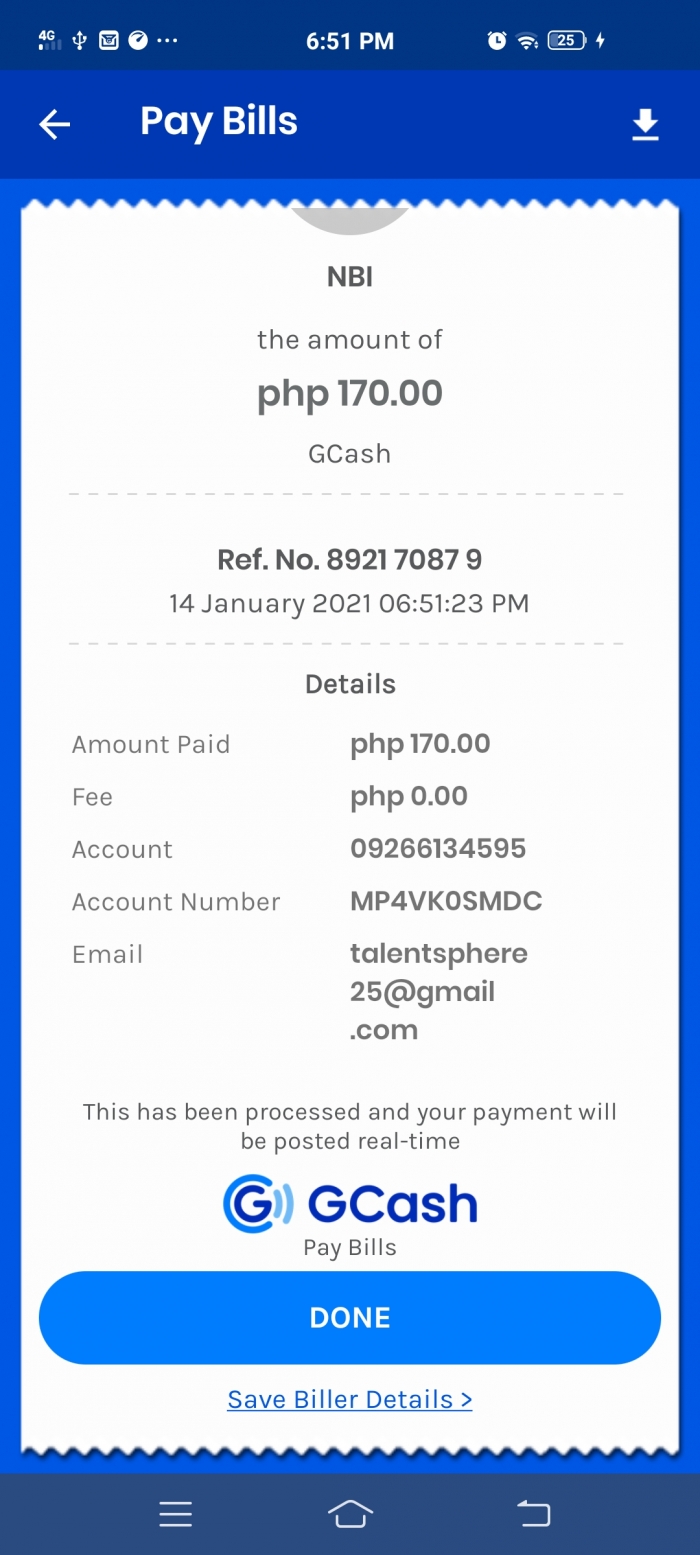 4G 6:51 PM 25
Pay Bills
NBI
the amount of
php 170.00
GCash
Ref. No. 8921 7087 9
14 January 2021 06:51:23 PM
Details
Amount Paid php 170.00
Fee php 0.00
Account 09266134595
Account Number MP4VK0SMDC
Email talentsphere
25@gmail
.com
This has been processed and your payment will
be posted real-time
G GCash
Pay Bills
DONE
Save Biller Details >